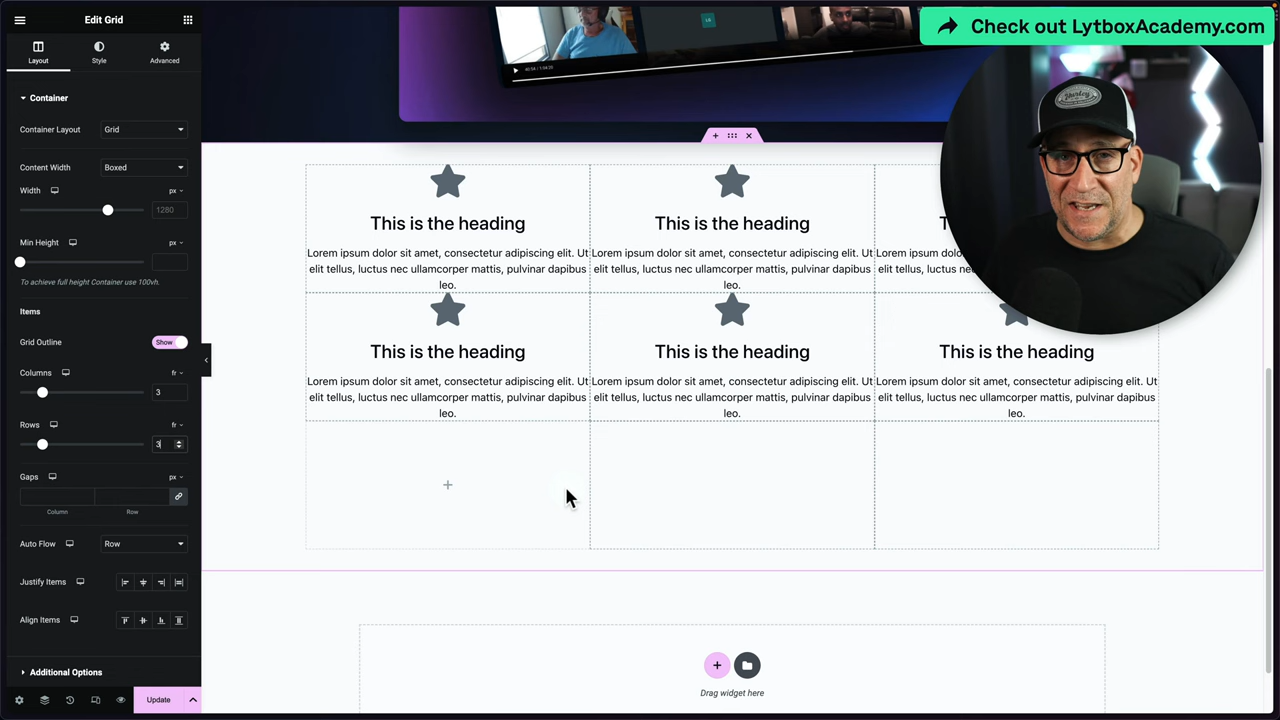 Edit Grid
Layout
Style
Advanced
Container
Container Layout
Grid
Content Width
Boxed
Width
px
1280
Min Height
px
To achieve full height Container use 100vh.
Items
Grid Outline
Show
Columns
fr
3
Rows
fr
3
Gaps
px
Column
Row
Auto Flow
Row
Justify Items
Align Items
Additional Options
Update
Check out LytboxAcademy.com
This is the heading
Lorem ipsum dolor sit amet, consectetur adipiscing elit. Ut
elit tellus, luctus nec ullamcorper mattis, pulvinar dapibus
leo.
This is the heading
Lorem ipsum dolor sit amet, consectetur adipiscing elit. Ut
elit tellus, luctus nec ullamcorper mattis, pulvinar dapibus
leo.
Lorem
elit
This is the heading
Lorem ipsum dolor sit amet, consectetur adipiscing elit. Ut
elit tellus, luctus nec ullamcorper mattis, pulvinar dapibus
leo.
This is the heading
Lorem ipsum dolor sit amet, consectetur adipiscing elit. Ut
elit tellus, luctus nec ullamcorper mattis, pulvinar dapibus
leo.
This is the heading
Lorem ipsum dolor sit amet, consectetur adipiscing elit. Ut
elit tellus, luctus nec ullamcorper mattis, pulvinar dapibus
leo.
Drag widget here
Hurley